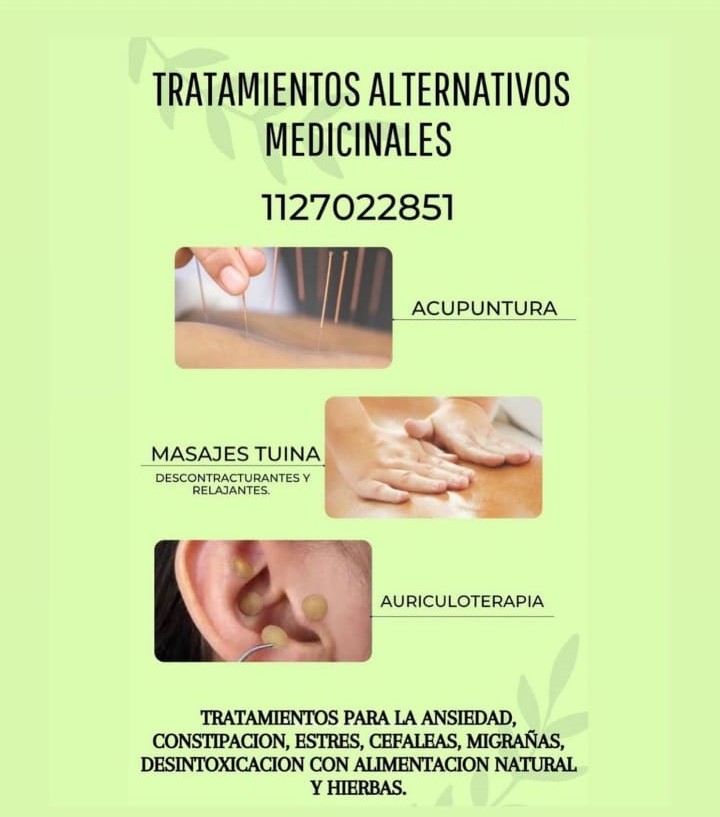 TRATAMIENTOS ALTERNATIVOS
MEDICINALES
1127022851
ACUPUNTURA
MASAJES TUINA
DESCONTRACTURANTES Y
RELAJANTES.
AURICULOTERAPIA
TRATAMIENTOS PARA LA ANSIEDAD,
CONSTIPACION, ESTRES, CEFALEAS, MIGRAÑAS,
DESINTOXICACION CON ALIMENTACION NATURAL
Y HIERBAS.